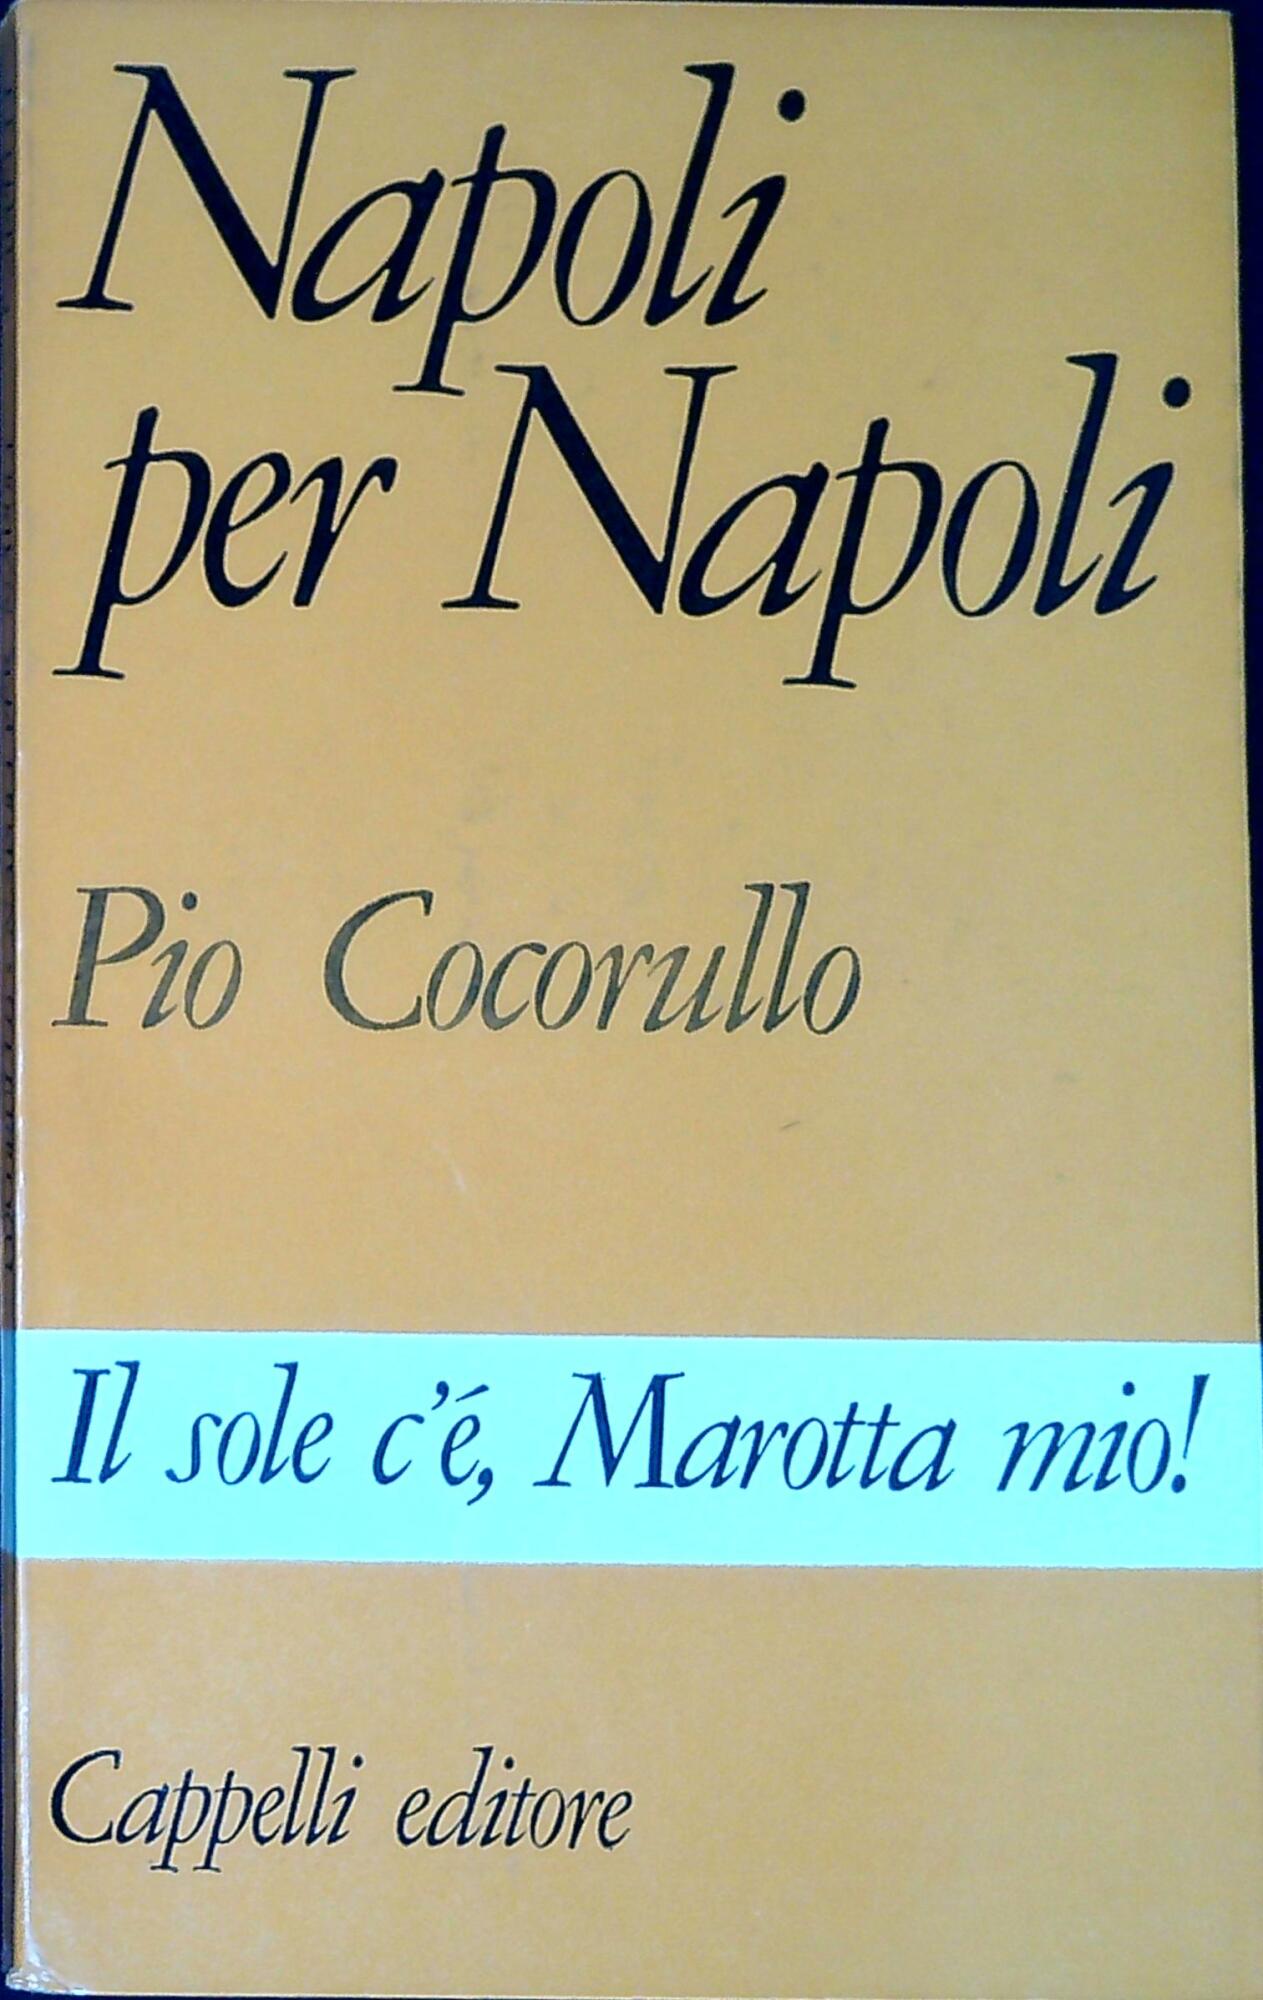 Napoli
per Napoli
Pio Cocorullo
Il sole c'é, Marotta mio!
Cappelli editore